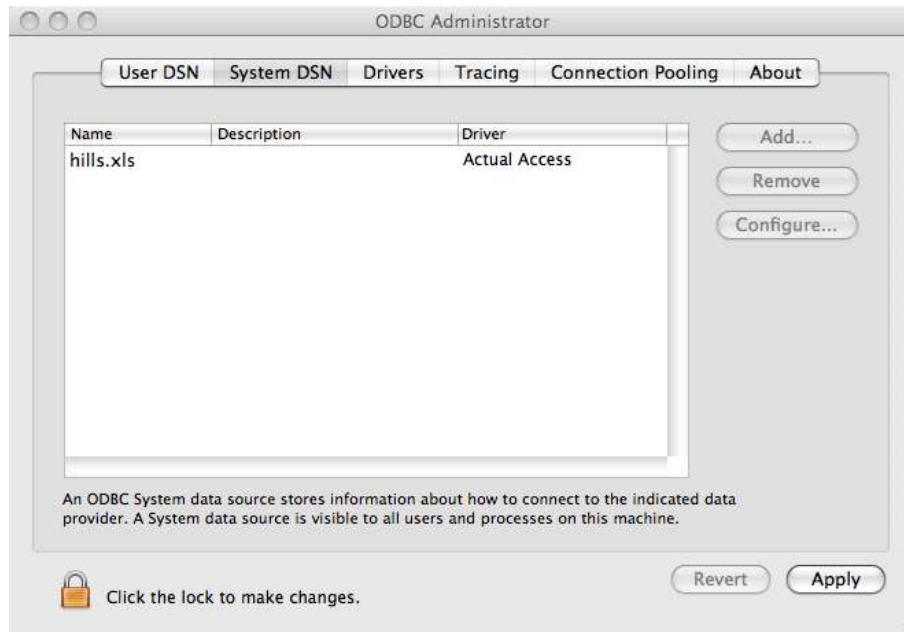 ODBC Administrator
User DSN System DSN Drivers Tracing Connection Pooling About
Name Description Driver
hills.xls Actual Access
Add...
Remove
Configure...
An ODBC System data source stores information about how to connect to the indicated data
provider. A System data source is visible to all users and processes on this machine.
Click the lock to make changes.
Revert Apply